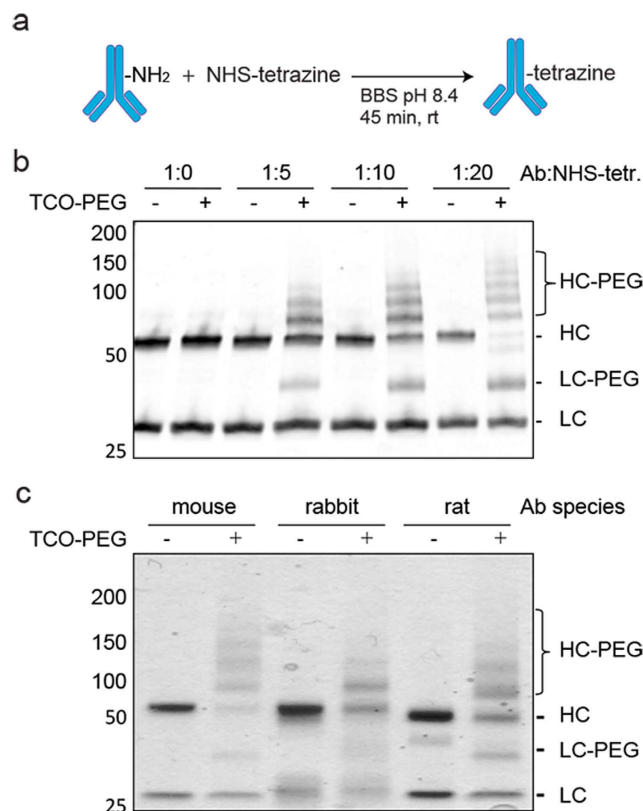 a
-NH2 + NHS-tetrazine
BBS pH 8.4
45 min, rt
-tetrazine
b
1:0 1:5 1:10 1:20 Ab:NHS-tetr.
TCO-PEG - + - + - + - +
200
150
100
50
25
HC-PEG
- HC
LC-PEG
- LC
c
mouse rabbit rat Ab species
TCO-PEG - + - + - +
200
150
100
50
25
HC-PEG
- HC
- LC-PEG
- LC